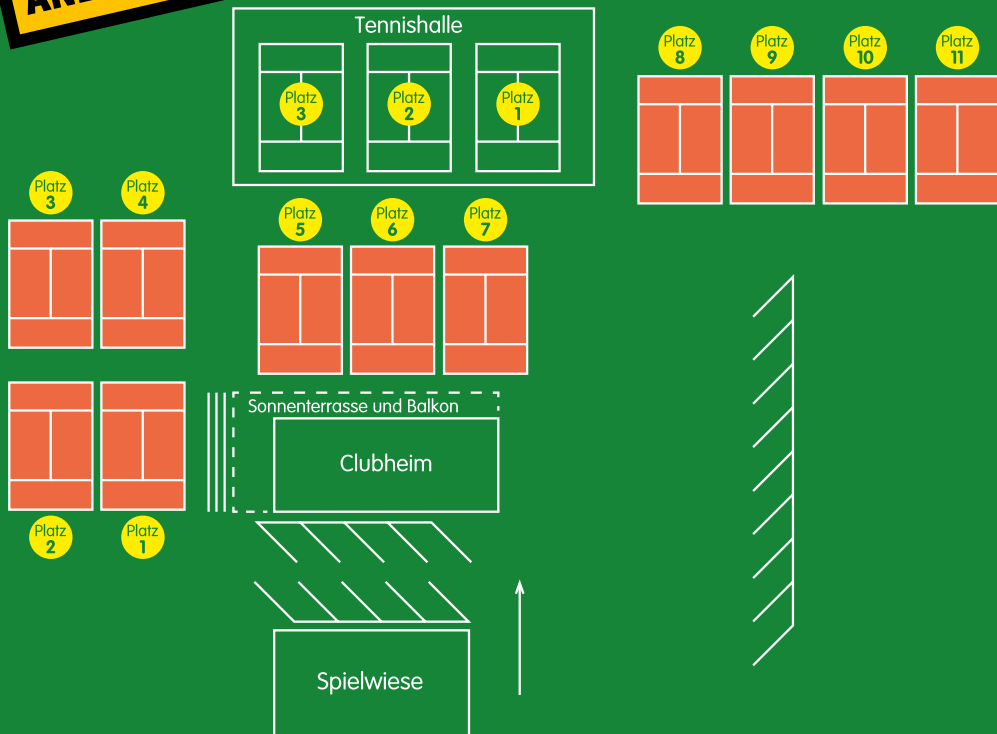 Tennishalle
Platz
3
Platz
2
Platz
1
Platz
8
Platz
9
Platz
10
Platz
11
Platz
3
Platz
4
Platz
5
Platz
6
Platz
7
Sonnenterrasse und Balkon
Clubheim
Platz
2
Platz
1
Spielwiese